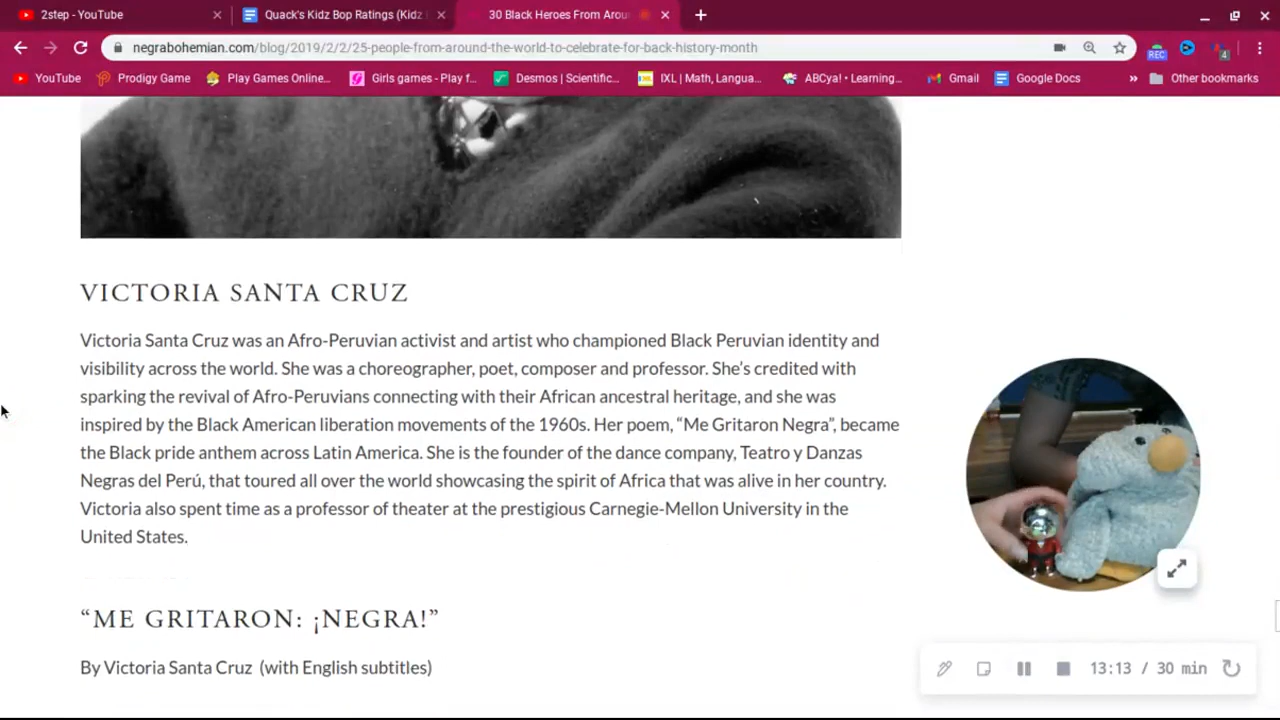 2step - YouTube
Quack's Kidz Bop Ratings (Kidz
30 Black Heroes From Arou
negrabohemian.com/blog/2019/2/2/25-people-from-around-the-world-to-celebrate-for-back-history-month
REC
4
YouTube
Prodigy Game
Play Games Online...
Girls games - Play f...
Desmos | Scientific...
IXL | Math, Langua...
ABCya! • Learning...
Gmail
Google Docs
»
Other bookmarks
VICTORIA SANTA CRUZ
Victoria Santa Cruz was an Afro-Peruvian activist and artist who championed Black Peruvian identity and
visibility across the world. She was a choreographer, poet, composer and professor. She's credited with
sparking the revival of Afro-Peruvians connecting with their African ancestral heritage, and she was
inspired by the Black American liberation movements of the 1960s. Her poem, “Me Gritaron Negra”, became
the Black pride anthem across Latin America. She is the founder of the dance company, Teatro y Danzas
Negras del Perú, that toured all over the world showcasing the spirit of Africa that was alive in her country.
Victoria also spent time as a professor of theater at the prestigious Carnegie-Mellon University in the
United States.
“ME GRITARON: ¡NEGRA!”
By Victoria Santa Cruz (with English subtitles)
13:13 / 30 min